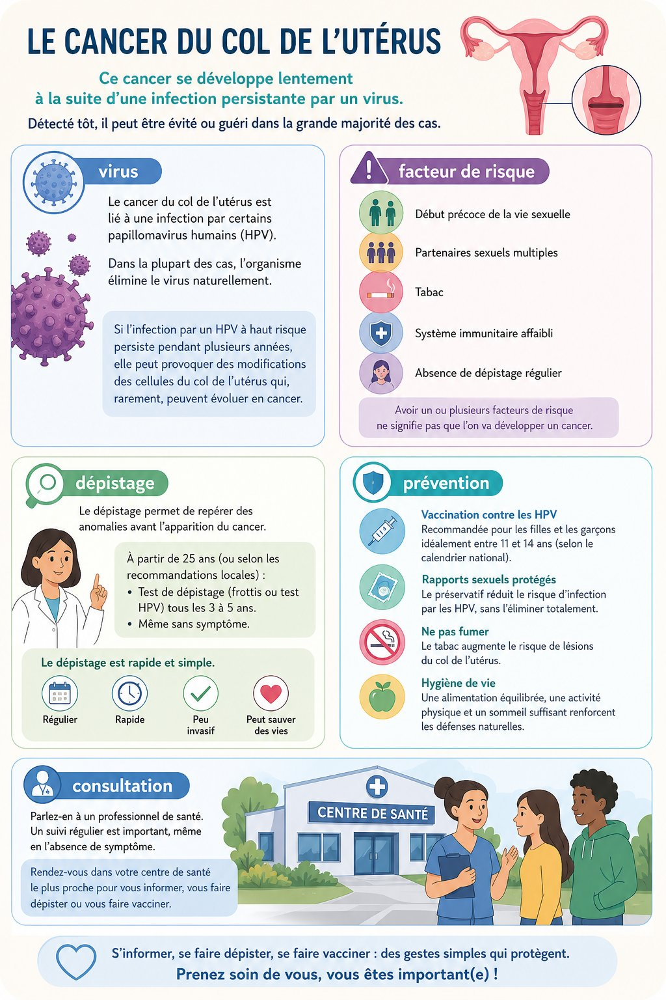 LE CANCER DU COL DE L'UTÉRUS
Ce cancer se développe lentement
à la suite d'une infection persistante par un virus.
Détecté tôt, il peut être évité ou guéri dans la grande majorité des cas.
virus
Le cancer du col de l'utérus est
lié à une infection par certains
papillomavirus humains (HPV).
Dans la plupart des cas, l'organisme
élimine le virus naturellement.
Si l'infection par un HPV à haut risque
persiste pendant plusieurs années,
elle peut provoquer des modifications
des cellules du col de l'utérus qui,
rarement, peuvent évoluer en cancer.
facteur de risque
Début précoce de la vie sexuelle
Partenaires sexuels multiples
Tabac
Système immunitaire affaibli
Absence de dépistage régulier
Avoir un ou plusieurs facteurs de risque
ne signifie pas que l'on va développer un cancer.
dépistage
Le dépistage permet de repérer des
anomalies avant l'apparition du cancer.
À partir de 25 ans (ou selon les
recommandations locales) :
• Test de dépistage (frottis ou test
HPV) tous les 3 à 5 ans.
• Même sans symptôme.
Le dépistage est rapide et simple.
Régulier
Rapide
Peu
invasif
Peut sauver
des vies
prévention
Vaccination contre les HPV
Recommandée pour les filles et les garçons
idéalement entre 11 et 14 ans (selon le
calendrier national).
Rapports sexuels protégés
Le préservatif réduit le risque d'infection
par les HPV, sans l'éliminer totalement.
Ne pas fumer
Le tabac augmente le risque de lésions
du col de l'utérus.
Hygiène de vie
Une alimentation équilibrée, une activité
physique et un sommeil suffisant renforcent
les défenses naturelles.
consultation
Parlez-en à un professionnel de santé.
Un suivi régulier est important, même
en l'absence de symptôme.
Rendez-vous dans votre centre de santé
le plus proche pour vous informer, vous faire
dépister ou vous faire vacciner.
CENTRE DE SANTÉ
S'informer, se faire dépister, se faire vacciner : des gestes simples qui protègent.
Prenez soin de vous, vous êtes important(e) !